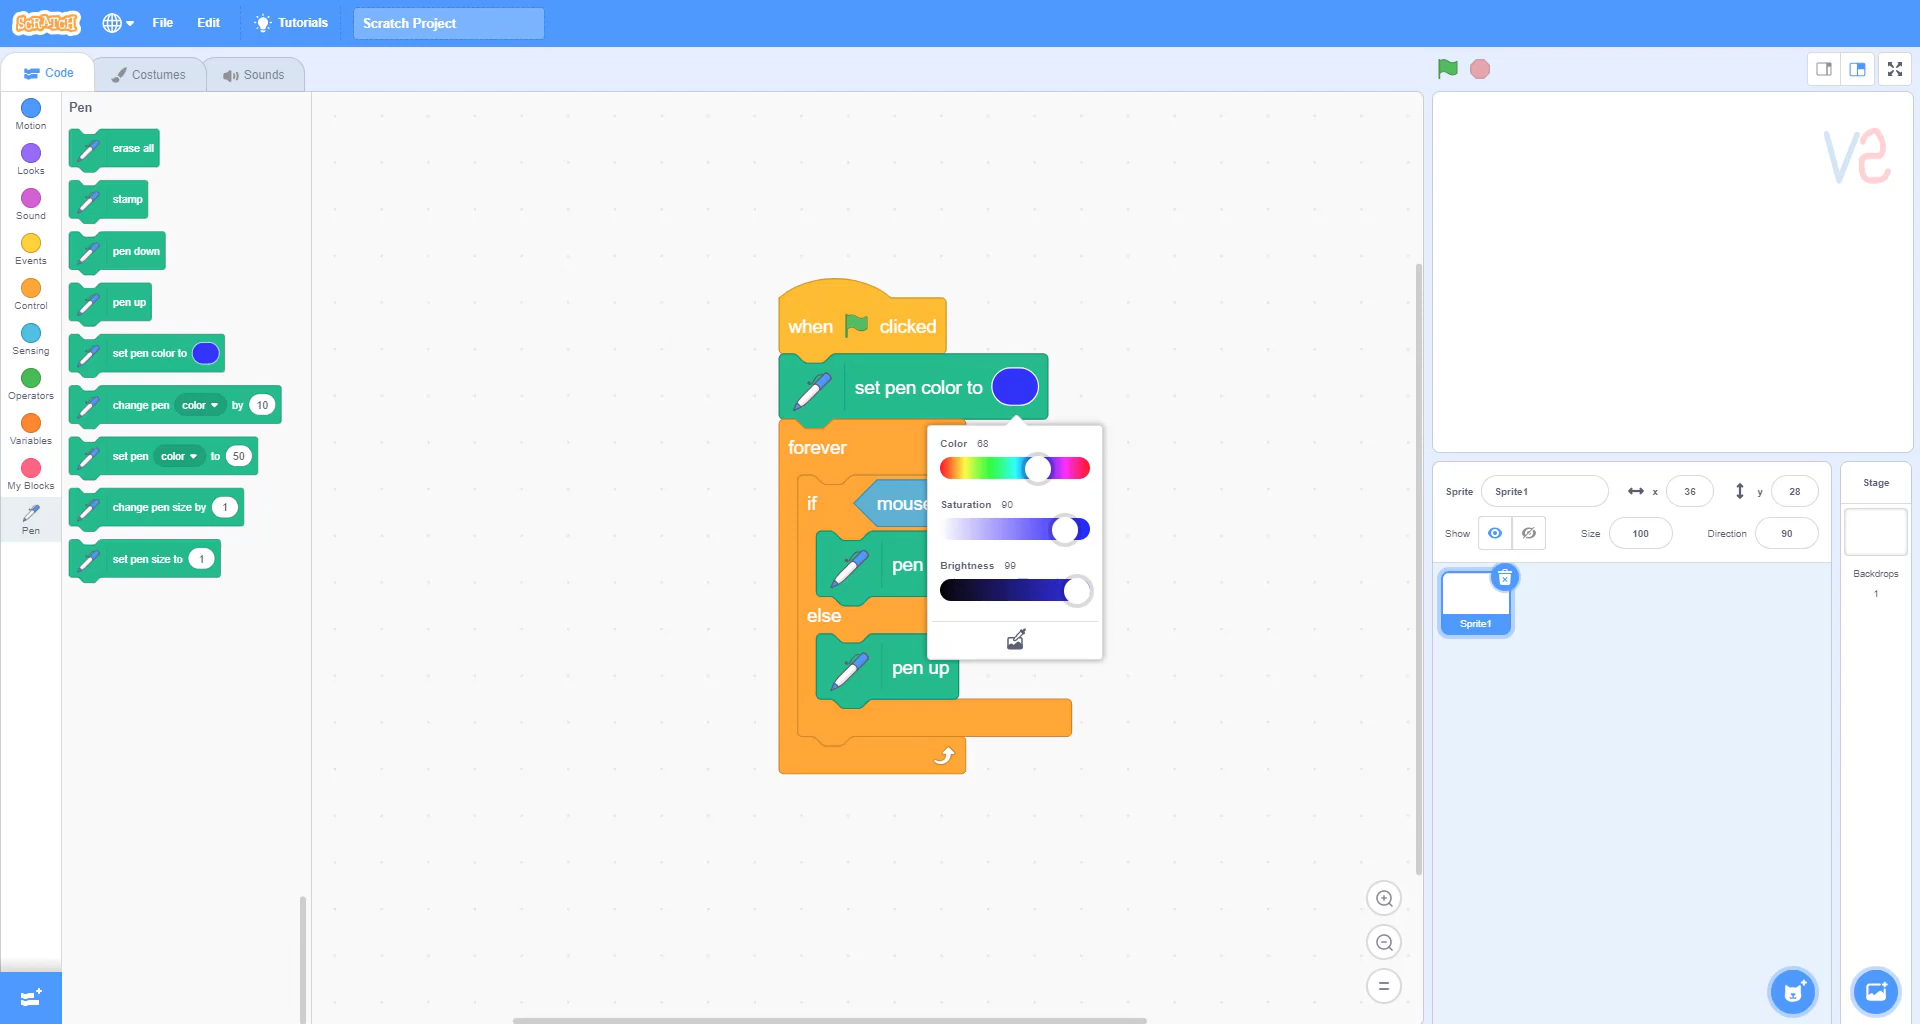 SCRATCH
File
Edit
Tutorials
Scratch Project
Code
Costumes
Sounds
Motion
Looks
Sound
Events
Control
Sensing
Operators
Variables
My Blocks
Pen
Pen
erase all
stamp
pen down
pen up
set pen color to
change pen color by 10
set pen color to 50
change pen size by 1
set pen size to 1
when clicked
set pen color to
forever
if mouse
pen
else
pen up
Color 68
Saturation 90
Brightness 99
VS
Sprite Sprite1 x 36 y 28
Show Size 100 Direction 90
Sprite1
Stage
Backdrops
1